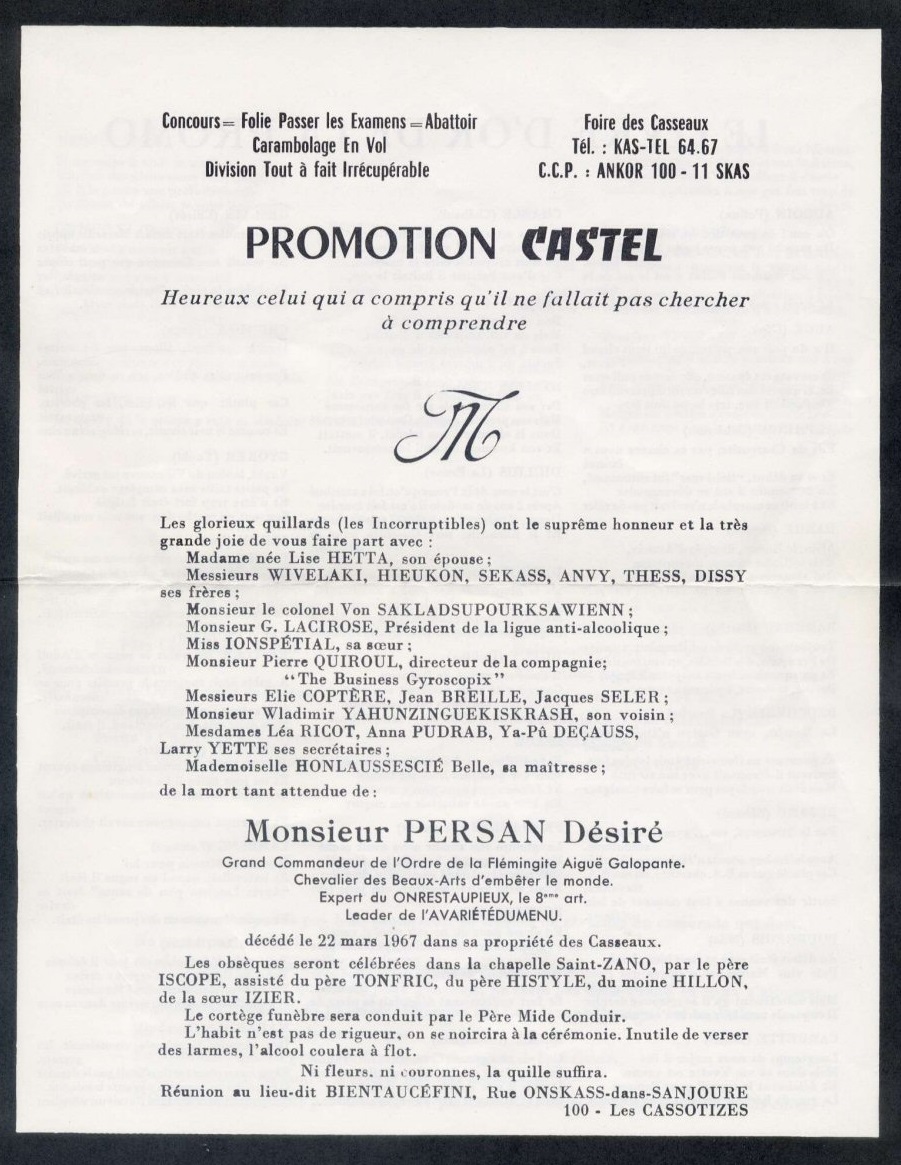 Concours = Folie Passer les Examens = Abattoir
Carambolage En Vol
Division Tout à fait Irrécupérable
Foire des Casseaux
Tél. : KAS-TEL 64.67
C.C.P. : ANKOR 100 - 11 SKAS
PROMOTION CASTEL
Heureux celui qui a compris qu'il ne fallait pas chercher
à comprendre
M
Les glorieux quillards (les Incorruptibles) ont le suprême honneur et la très
grande joie de vous faire part avec :
Madame née Lise HETTA, son épouse ;
Messieurs WIVELAKI, HIEUKON, SEKASS, ANVY, THESS, DISSY
ses frères ;
Monsieur le colonel Von SAKLADSUPOURKSAWIENN ;
Monsieur G. LACIROSE, Président de la ligue anti-alcoolique ;
Miss IONSPÉTIAL, sa sœur ;
Monsieur Pierre QUIROUL, directeur de la compagnie;
"The Business Gyroscopix"
Messieurs Elie COPTÈRE, Jean BREILLE, Jacques SELER ;
Monsieur Wladimir YAHUNZINGUEKISKRASH, son voisin ;
Mesdames Léa RICOT, Anna PUDRAB, Ya-Pû DEÇAUSS,
Larry YETTE ses secrétaires ;
Mademoiselle HONLAUSSESCIÉ Belle, sa maîtresse ;
de la mort tant attendue de :
Monsieur PERSAN Désiré
Grand Commandeur de l'Ordre de la Flémingite Aiguë Galopante.
Chevalier des Beaux-Arts d'embêter le monde.
Expert du ONRESTAUPIEUX, le 8ème art.
Leader de l'AVARIÉTÉDUMENU.
décédé le 22 mars 1967 dans sa propriété des Casseaux.
Les obsèques seront célébrées dans la chapelle Saint-ZANO, par le père
ISCOPE, assisté du père TONFRIC, du père HISTYLE, du moine HILLON,
de la sœur IZIER.
Le cortège funèbre sera conduit par le Père Mide Conduir.
L'habit n'est pas de rigueur, on se noircira à la cérémonie. Inutile de verser
des larmes, l'alcool coulera à flot.
Ni fleurs, ni couronnes, la quille suffira.
Réunion au lieu-dit BIENTAUCÉFINI, Rue ONSKASS-dans-SANJOURE
100 - Les CASSOTIZES